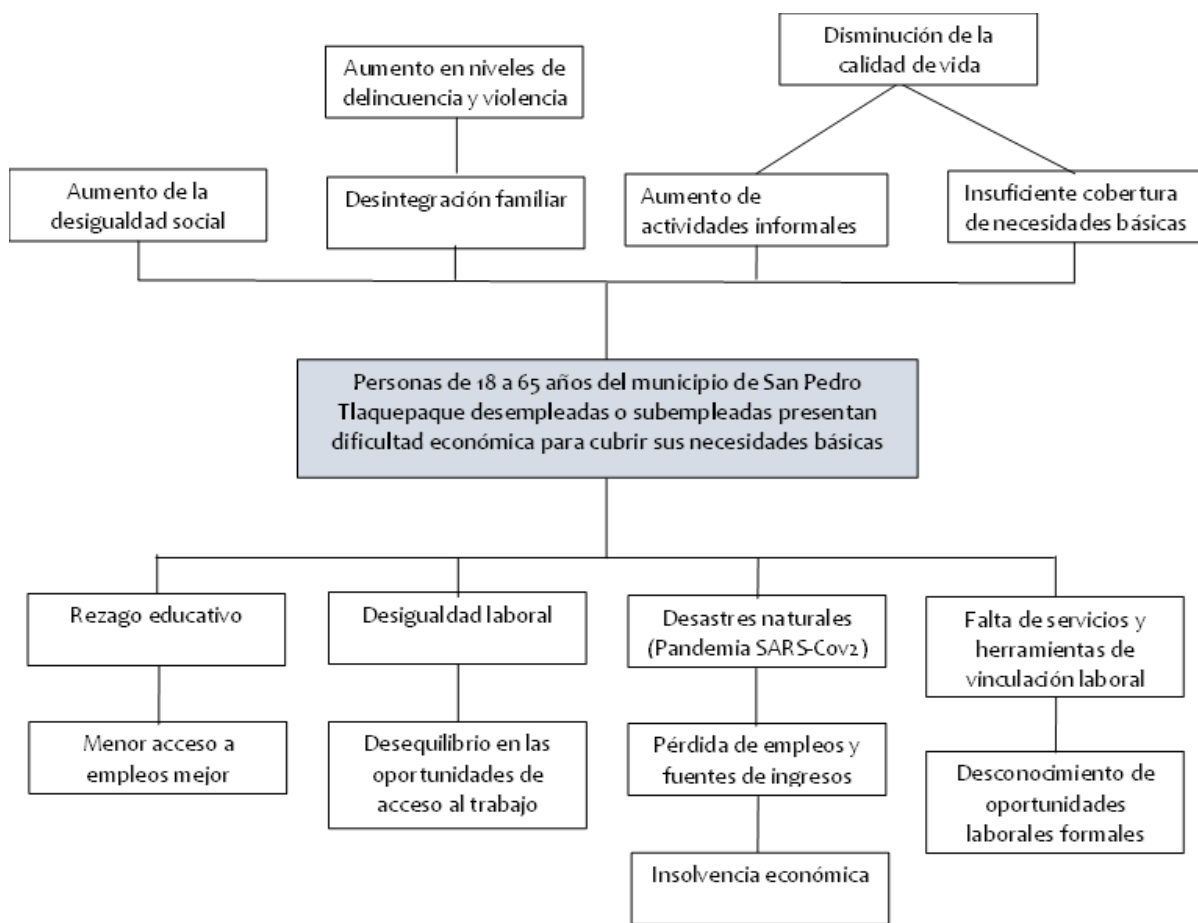 Disminución de la
calidad de vida
Aumento en niveles de
delincuencia y violencia
Aumento de la
desigualdad social
Desintegración familiar
Aumento de
actividades informales
Insuficiente cobertura
de necesidades básicas
Personas de 18 a 65 años del municipio de San Pedro
Tlaquepaque desempleadas o subempleadas presentan
dificultad económica para cubrir sus necesidades básicas
Rezago educativo
Desigualdad laboral
Desastres naturales
(Pandemia SARS-Cov2)
Falta de servicios y
herramientas de
vinculación laboral
Menor acceso a
empleos mejor
Desequilibrio en las
oportunidades de
acceso al trabajo
Pérdida de empleos y
fuentes de ingresos
Desconocimiento de
oportunidades
laborales formales
Insolvencia económica